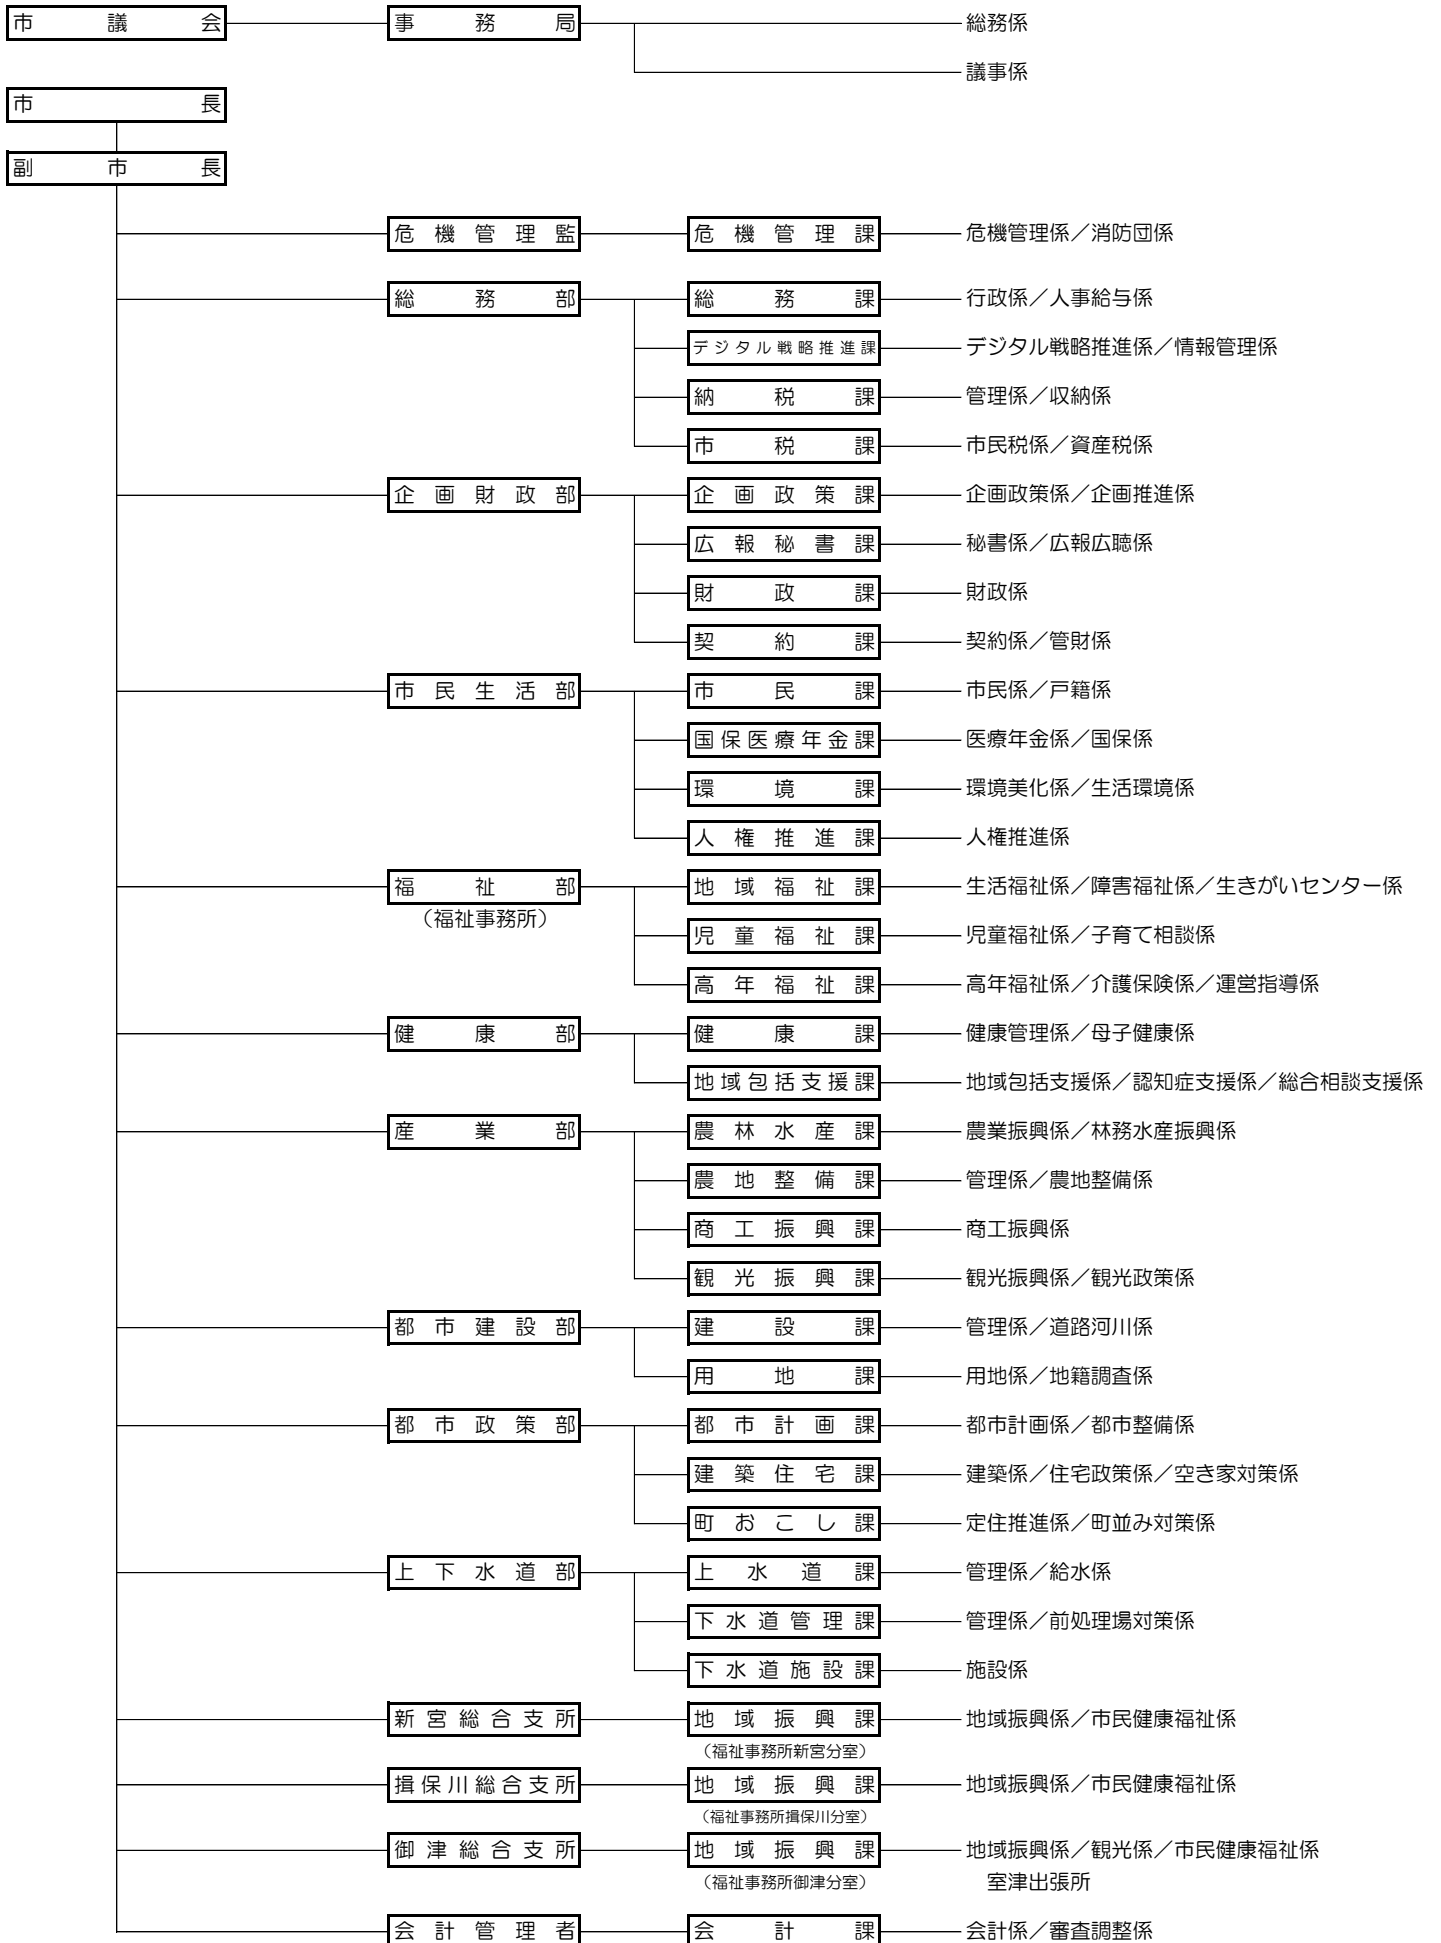 市議会 事務局 総務係
議事係
市長
副市長
危機管理監 危機管理課 危機管理係／消防団係
総務部 総務課 行政係／人事給与係
デジタル戦略推進課 デジタル戦略推進係／情報管理係
納税課 管理係／収納係
市税課 市民税係／資産税係
企画財政部 企画政策課 企画政策係／企画推進係
広報秘書課 秘書係／広報広聴係
財政課 財政係
契約課 契約係／管財係
市民生活部 市民課 市民係／戸籍係
国保医療年金課 医療年金係／国保係
環境課 環境美化係／生活環境係
人権推進課 人権推進係
福祉部 地域福祉課 生活福祉係／障害福祉係／生きがいセンター係
（福祉事務所）
児童福祉課 児童福祉係／子育て相談係
高年福祉課 高年福祉係／介護保険係／運営指導係
健康部 健康課 健康管理係／母子健康係
地域包括支援課 地域包括支援係／認知症支援係／総合相談支援係
産業部 農林水産課 農業振興係／林務水産振興係
農地整備課 管理係／農地整備係
商工振興課 商工振興係
観光振興課 観光振興係／観光政策係
都市建設部 建設課 管理係／道路河川係
用地課 用地係／地籍調査係
都市政策部 都市計画課 都市計画係／都市整備係
建築住宅課 建築係／住宅政策係／空き家対策係
町おこし課 定住推進係／町並み対策係
上下水道部 上水道課 管理係／給水係
下水道管理課 管理係／前処理場対策係
下水道施設課 施設係
新宮総合支所 地域振興課 地域振興係／市民健康福祉係
（福祉事務所新宮分室）
揖保川総合支所 地域振興課 地域振興係／市民健康福祉係
（福祉事務所揖保川分室）
御津総合支所 地域振興課 地域振興係／観光係／市民健康福祉係
（福祉事務所御津分室） 室津出張所
会計管理者 会計課 会計係／審査調整係